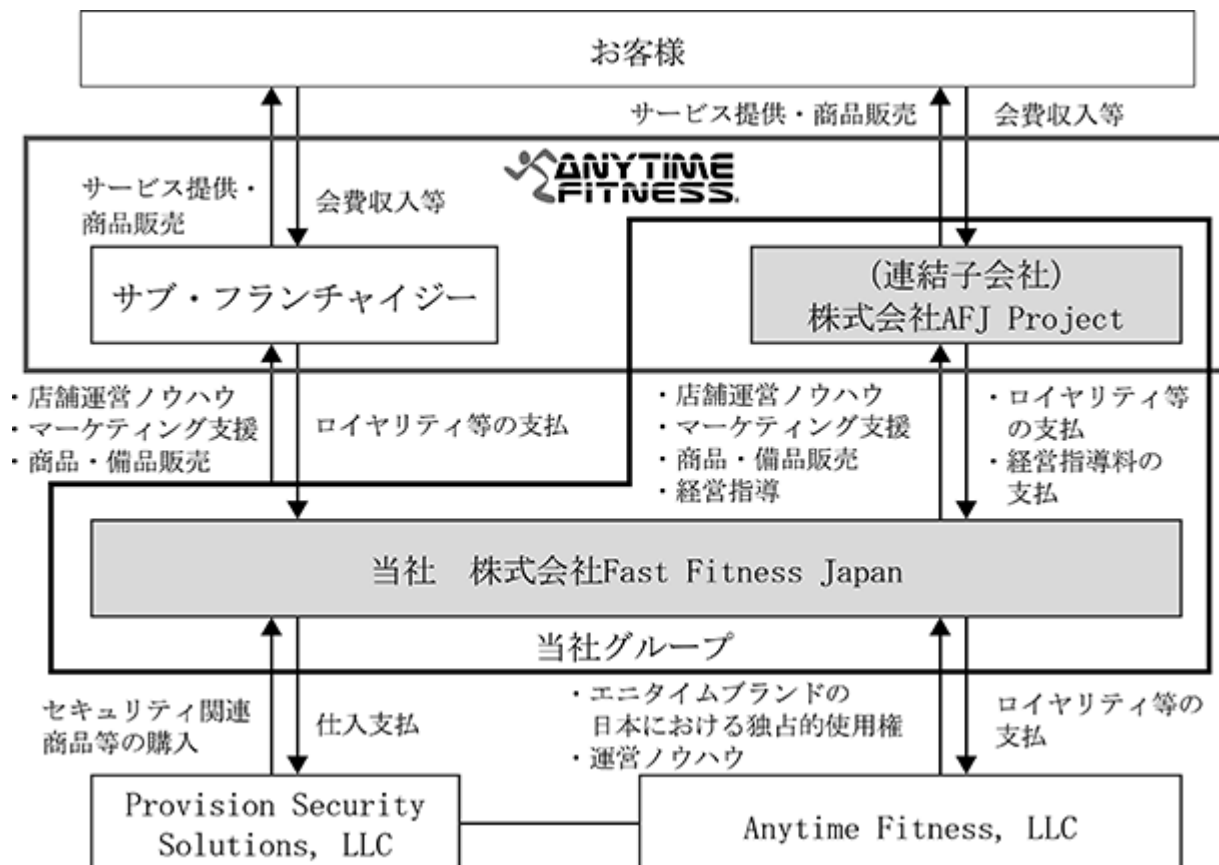 お客様
サービス提供・商品販売
会費収入等
ANYTIME
FITNESS®
サービス提供・
商品販売
会費収入等
サブ・フランチャイジー
(連結子会社)
株式会社AFJ Project
・店舗運営ノウハウ
・マーケティング支援
・商品・備品販売
ロイヤリティ等の支払
・店舗運営ノウハウ
・マーケティング支援
・商品・備品販売
・経営指導
・ロイヤリティ等
の支払
・経営指導料の
支払
当社 株式会社Fast Fitness Japan
当社グループ
セキュリティ関連
商品等の購入
仕入支払
・エニタイムブランドの
日本における独占的使用権
・運営ノウハウ
ロイヤリティ等の
支払
Provision Security
Solutions, LLC
Anytime Fitness, LLC